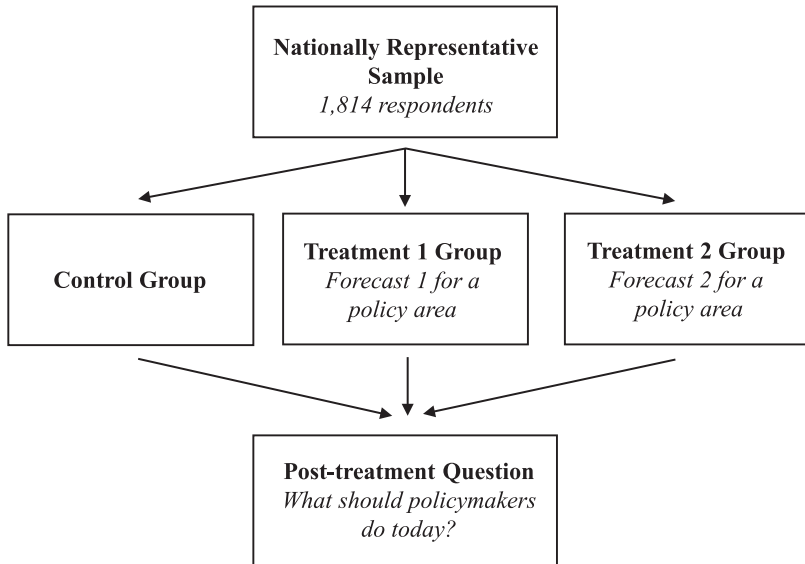 Nationally Representative
Sample
1,814 respondents
Control Group
Treatment 1 Group
Forecast 1 for a
policy area
Treatment 2 Group
Forecast 2 for a
policy area
Post-treatment Question
What should policymakers
do today?